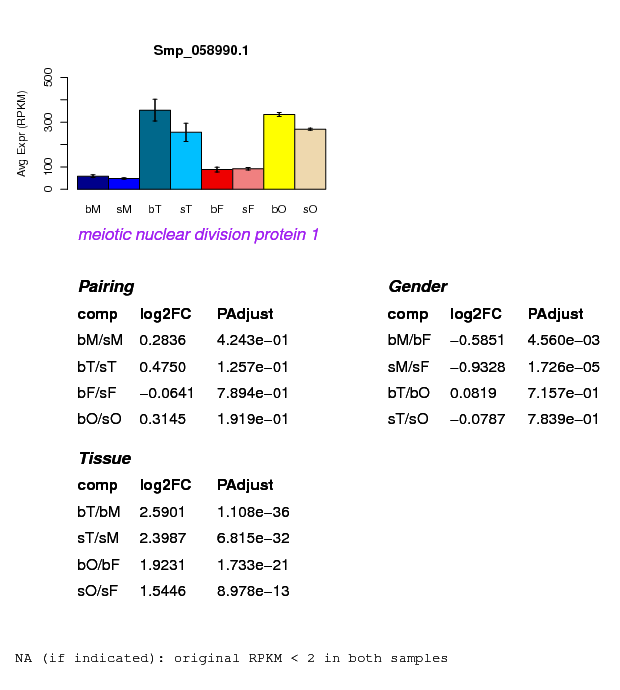 Smp_058990.1
Avg Expr (RPKM)
500
300
100
0
bM sM bT sT bF sF bO sO
meiotic nuclear division protein 1
Pairing
comp log2FC PAdjust
bM/sM 0.2836 4.243e−01
bT/sT 0.4750 1.257e−01
bF/sF −0.0641 7.894e−01
bO/sO 0.3145 1.919e−01
Gender
comp log2FC PAdjust
bM/bF −0.5851 4.560e−03
sM/sF −0.9328 1.726e−05
bT/bO 0.0819 7.157e−01
sT/sO −0.0787 7.839e−01
Tissue
comp log2FC PAdjust
bT/bM 2.5901 1.108e−36
sT/sM 2.3987 6.815e−32
bO/bF 1.9231 1.733e−21
sO/sF 1.5446 8.978e−13
NA (if indicated): original RPKM < 2 in both samples